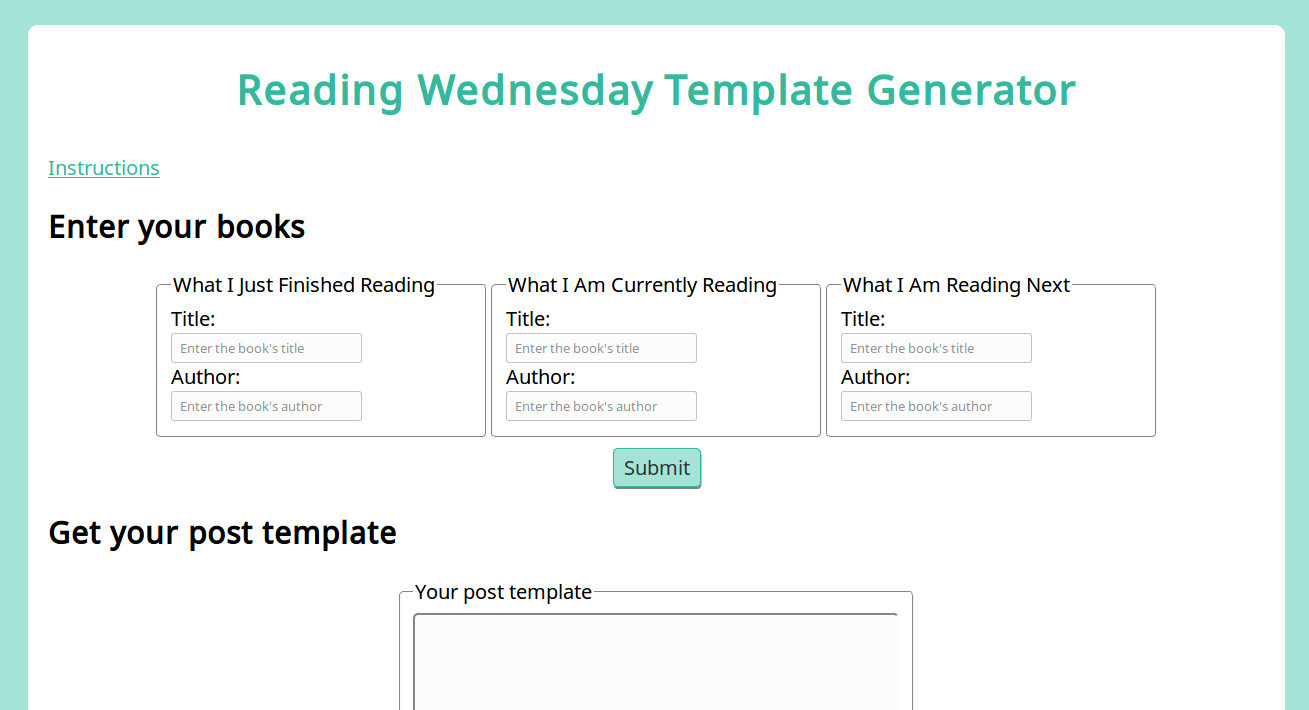 Reading Wednesday Template Generator
Instructions
Enter your books
What I Just Finished Reading
Title:
Enter the book's title
Author:
Enter the book's author
What I Am Currently Reading
Title:
Enter the book's title
Author:
Enter the book's author
What I Am Reading Next
Title:
Enter the book's title
Author:
Enter the book's author
Submit
Get your post template
Your post template